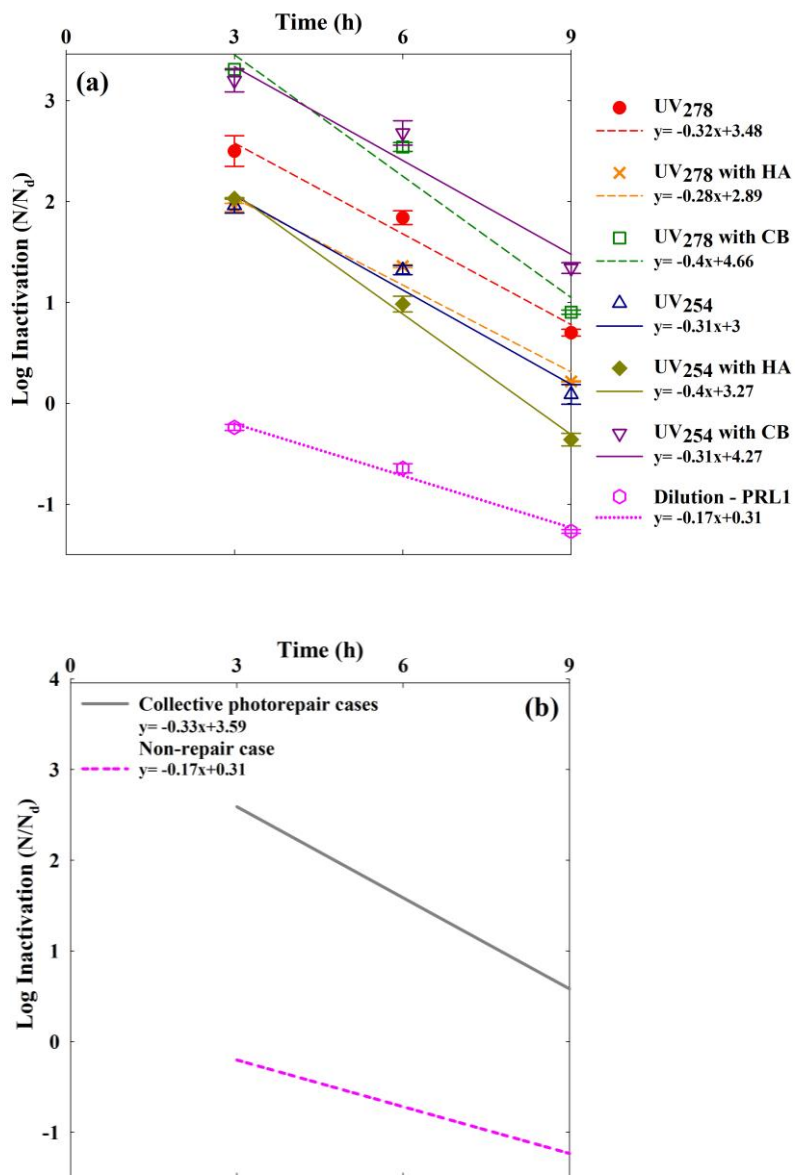 Time (h)
0 3 6 9
(a)
3
2
1
0
-1
Log Inactivation (N/Nd)
UV278
y= -0.32x+3.48
UV278 with HA
y= -0.28x+2.89
UV278 with CB
y= -0.4x+4.66
UV254
y= -0.31x+3
UV254 with HA
y= -0.4x+3.27
UV254 with CB
y= -0.31x+4.27
Dilution - PRL1
y= -0.17x+0.31
Time (h)
0 3 6 9
(b)
4
3
2
1
0
-1
Log Inactivation (N/Nd)
Collective photorepair cases
y= -0.33x+3.59
Non-repair case
y= -0.17x+0.31